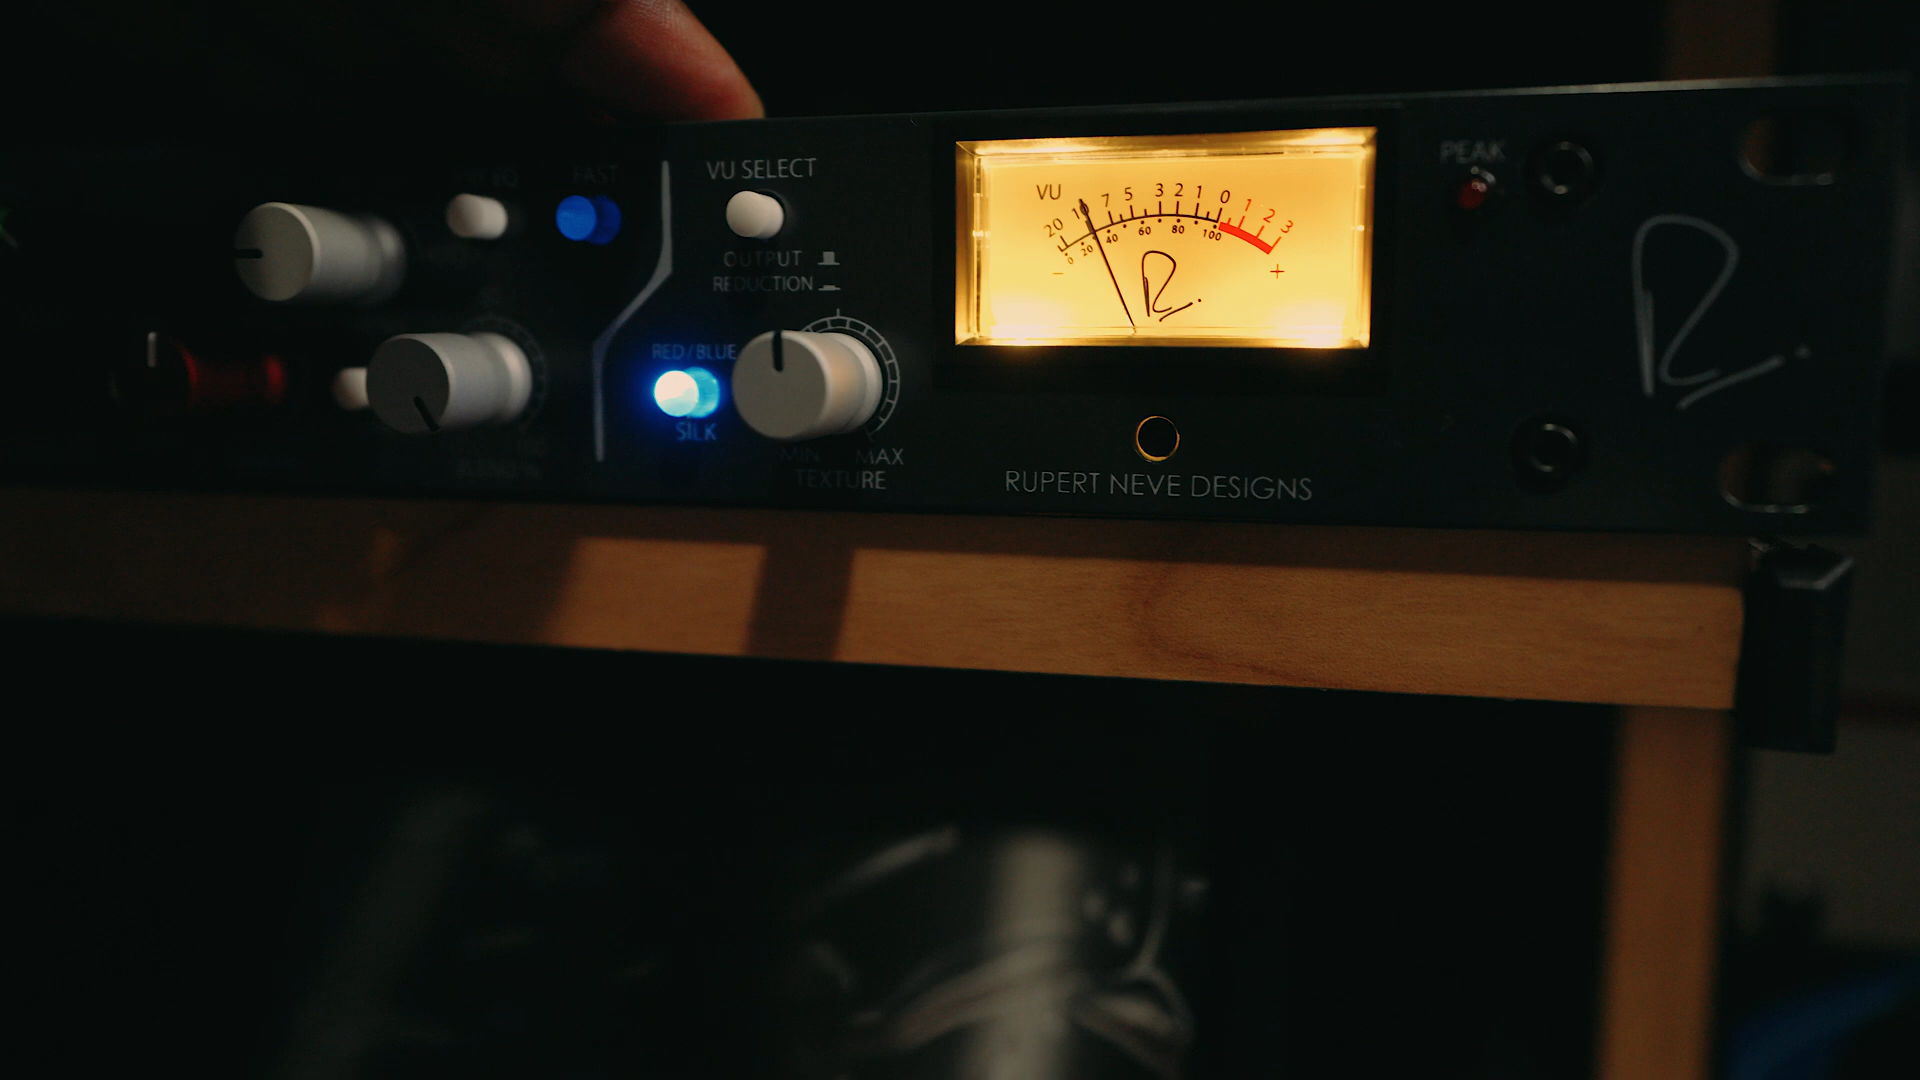 FAST
VU SELECT
OUTPUT
REDUCTION
RED/BLUE
SILK
MIN MAX
TEXTURE
VU
20 10 7 5 3 2 1 0 1 2 3
0 20 40 60 80 100
- +
R.
RUPERT NEVE DESIGNS
PEAK
R.